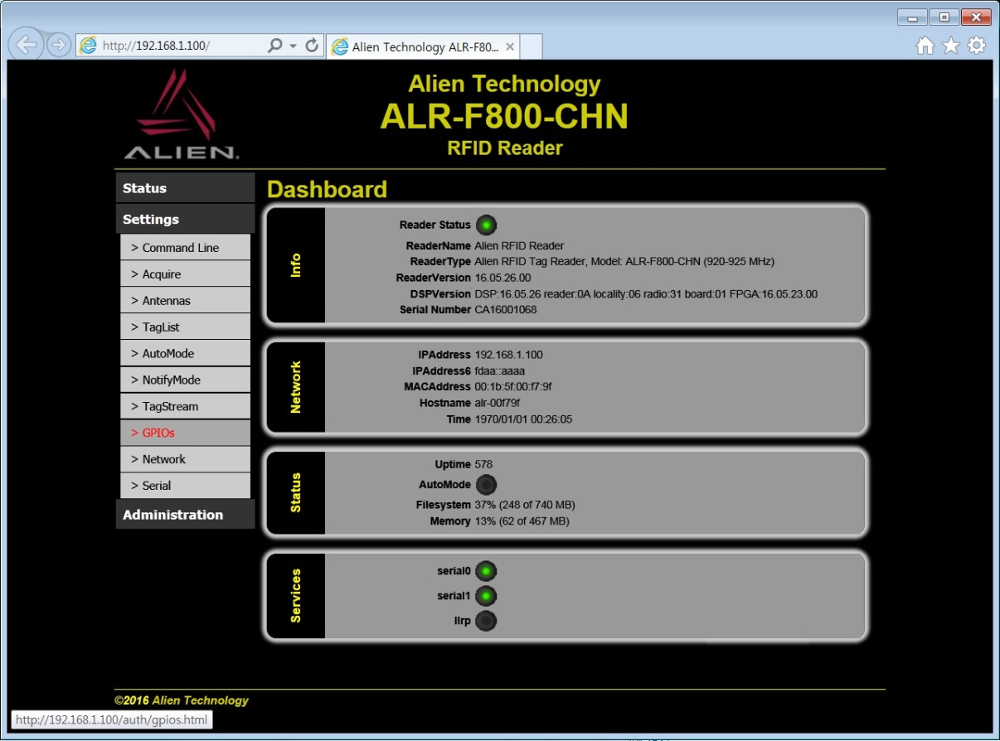 http://192.168.1.100/
Alien Technology ALR-F80...
ALIEN.
Alien Technology
ALR-F800-CHN
RFID Reader
Status
Settings
> Command Line
> Acquire
> Antennas
> TagList
> AutoMode
> NotifyMode
> TagStream
> GPIOs
> Network
> Serial
Administration
Dashboard
Info
Reader Status
ReaderName Alien RFID Reader
ReaderType Alien RFID Tag Reader, Model: ALR-F800-CHN (920-925 MHz)
ReaderVersion 16.05.26.00
DSPVersion DSP:16.05.26 reader:0A locality:06 radio:31 board:01 FPGA:16.05.23.00
Serial Number CA16001068
Network
IPAddress 192.168.1.100
IPAddress6 fdaa::aaaa
MACAddress 00:1b:5f:00:f7:9f
Hostname alr-00f79f
Time 1970/01/01 00:26:05
Status
Uptime 578
AutoMode
Filesystem 37% (248 of 740 MB)
Memory 13% (62 of 467 MB)
Services
serial0
serial1
llrp
©2016 Alien Technology
http://192.168.1.100/auth/gpios.html